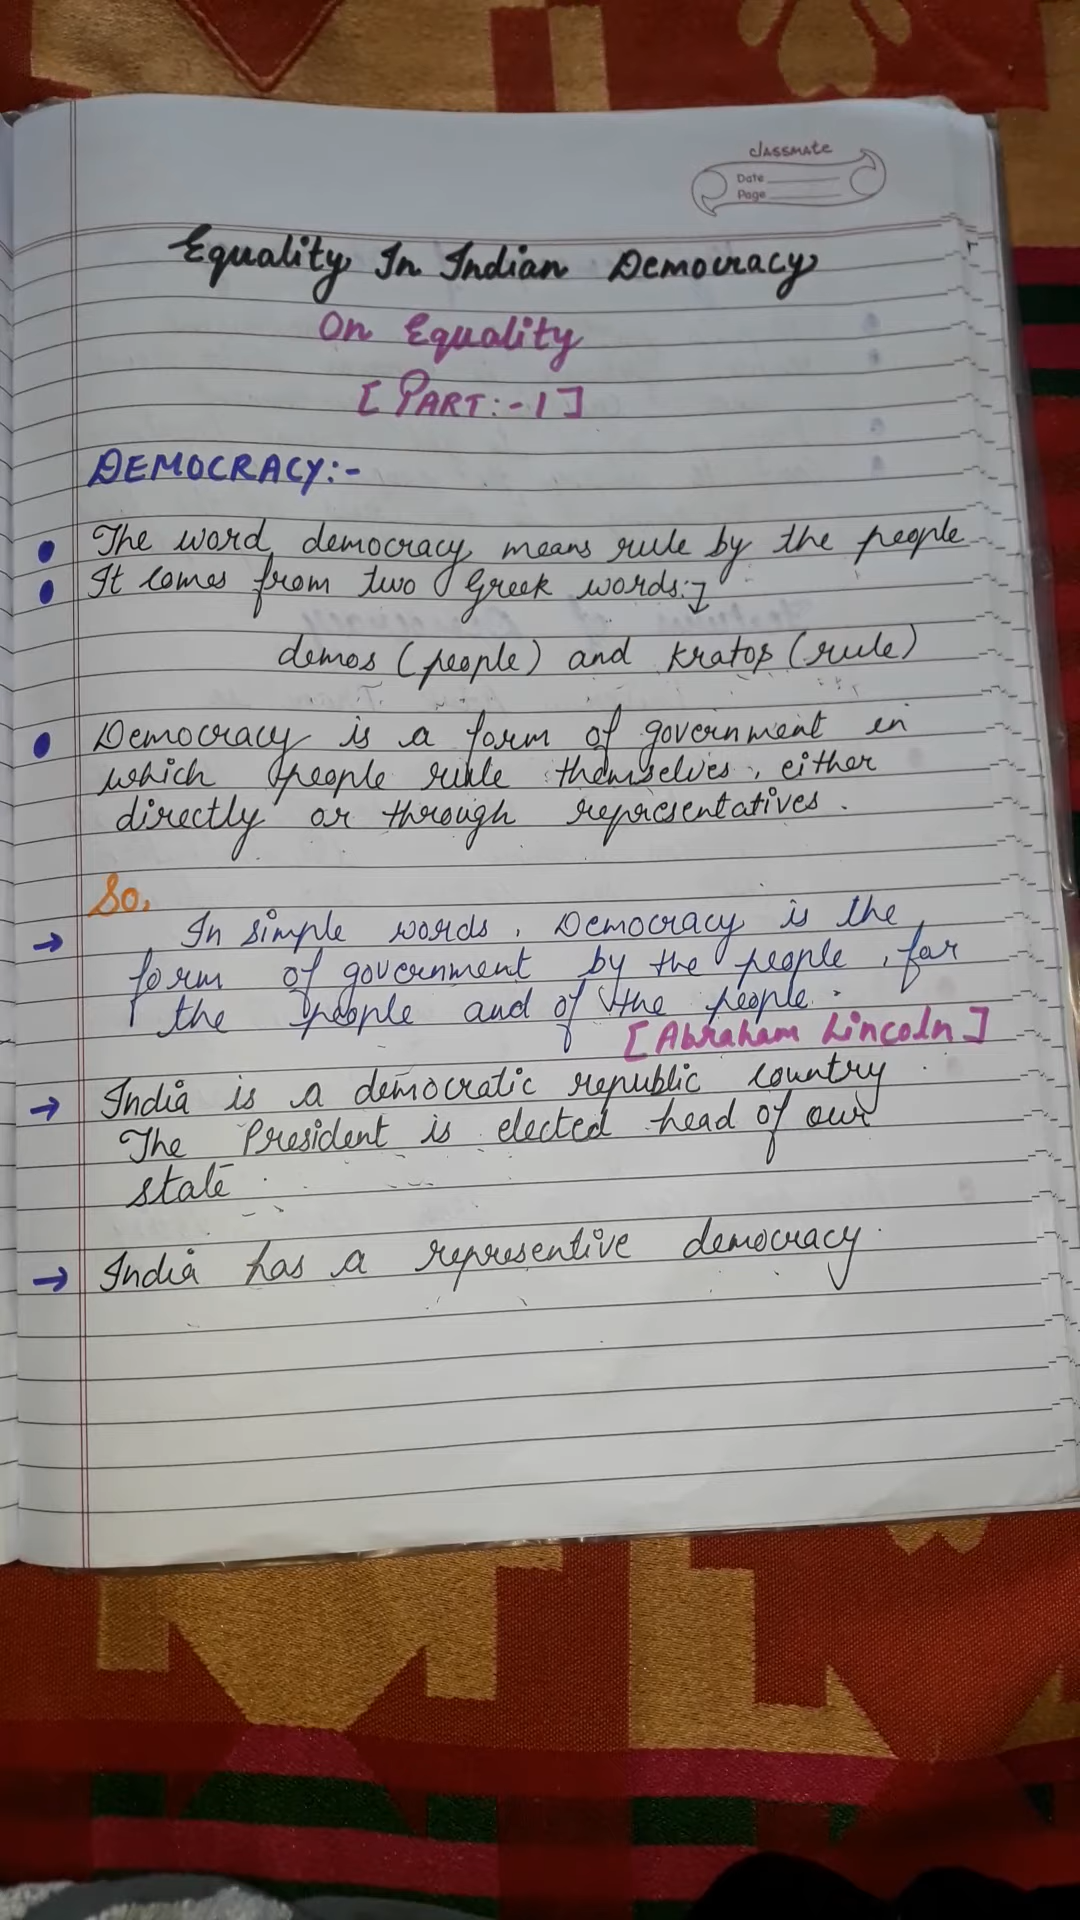 classmate
Date
Page
Equality In Indian Democracy
On Equality
[PART:-1]
DEMOCRACY:-
The word democracy means rule by the people
It comes from two Greek words:-
demos (people) and kratos (rule)
Democracy is a form of government in
which people rule themselves, either
directly or through representatives.
So,
→ In simple words, Democracy is the
form of government by the people, for
the people and of the people.
[Abraham Lincoln]
→ India is a democratic republic country.
The President is elected head of our
state.
→ India has a representive democracy.